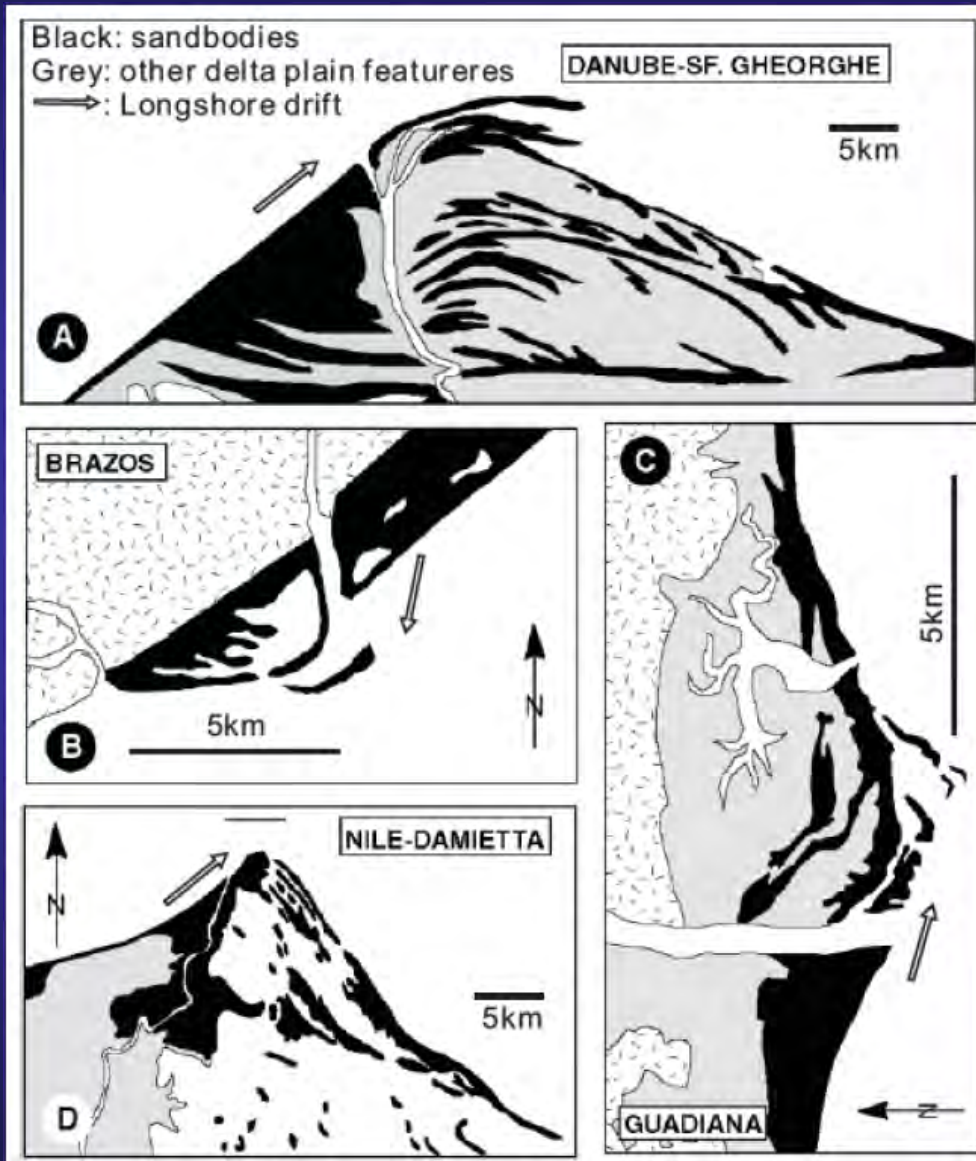 Black: sandbodies
Grey: other delta plain featureres
: Longshore drift
DANUBE-SF. GHEORGHE
5km
A
BRAZOS
5km
N
B
C
5km
N
GUADIANA
NILE-DAMIETTA
N
5km
D